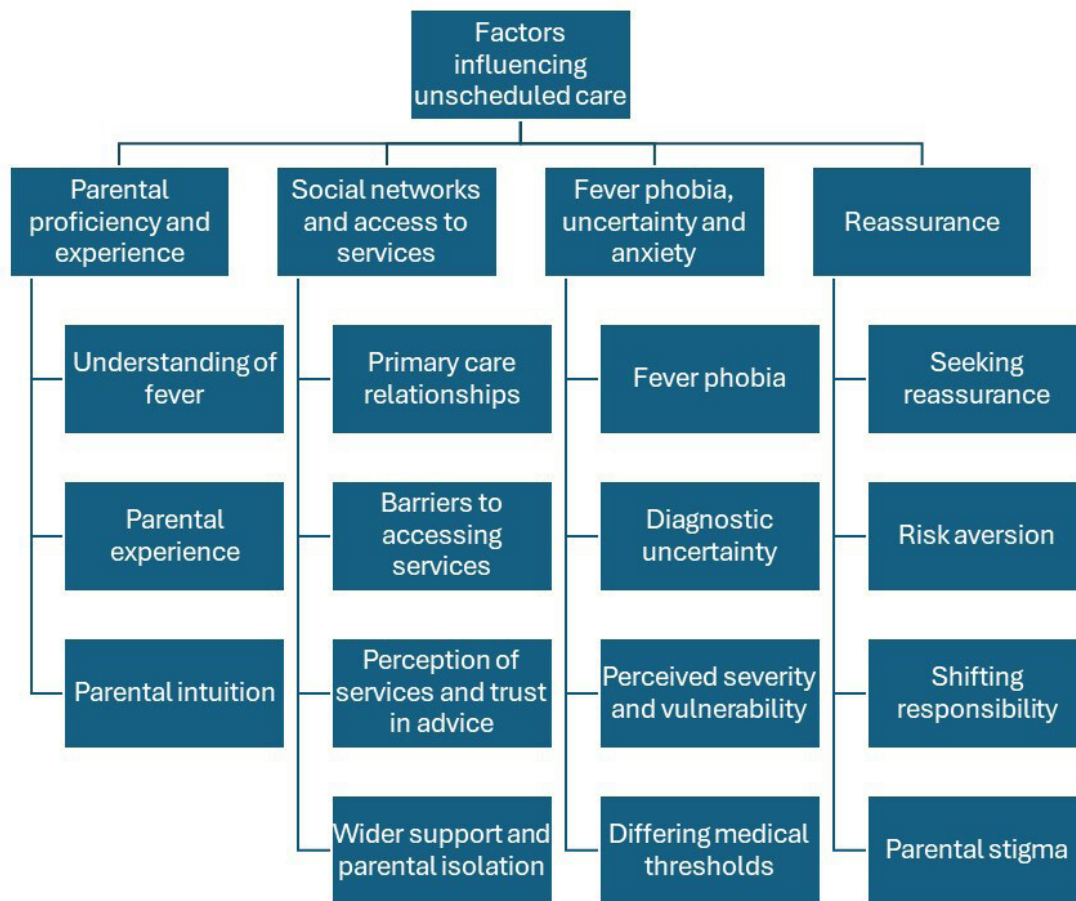 Factors
influencing
unscheduled care
Parental
proficiency and
experience
Social networks
and access to
services
Fever phobia,
uncertainty and
anxiety
Reassurance
Understanding of
fever
Parental
experience
Parental intuition
Primary care
relationships
Barriers to
accessing
services
Perception of
services and trust
in advice
Wider support and
parental isolation
Fever phobia
Diagnostic
uncertainty
Perceived severity
and vulnerability
Differing medical
thresholds
Seeking
reassurance
Risk aversion
Shifting
responsibility
Parental stigma